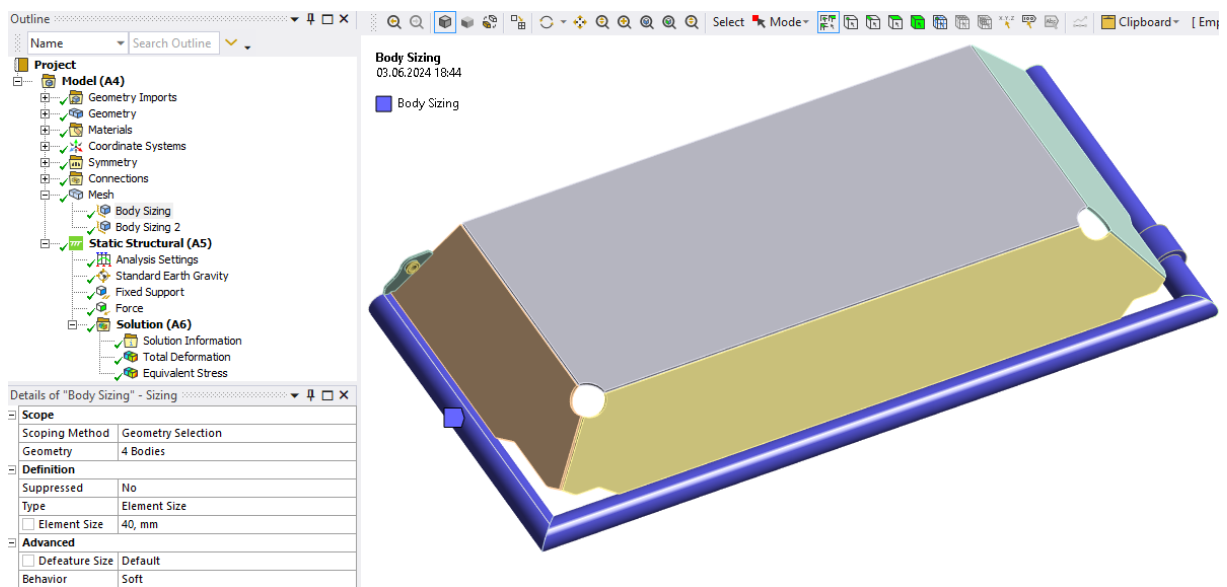 Outline
Name Search Outline
Select Mode Clipboard [ Emp
Project
Model (A4)
Geometry Imports
Geometry
Materials
Coordinate Systems
Symmetry
Connections
Mesh
Body Sizing
Body Sizing 2
Static Structural (A5)
Analysis Settings
Standard Earth Gravity
Fixed Support
Force
Solution (A6)
Solution Information
Total Deformation
Equivalent Stress
Details of "Body Sizing" - Sizing
Scope
Scoping Method Geometry Selection
Geometry 4 Bodies
Definition
Suppressed No
Type Element Size
Element Size 40, mm
Advanced
Defeature Size Default
Behavior Soft
Body Sizing
03.06.2024 18:44
Body Sizing